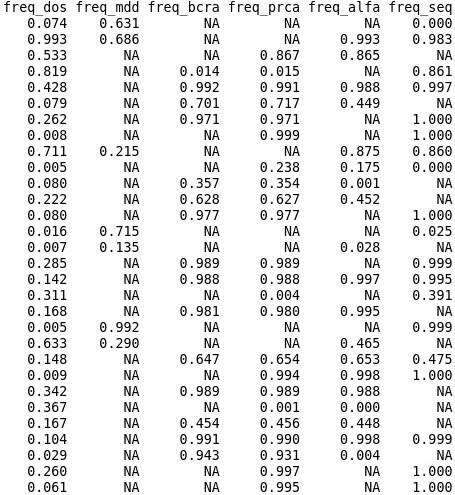 freq_dos freq_mdd freq_bcra freq_prca freq_alfa freq_seq
0.074 0.631 NA NA NA 0.000
0.993 0.686 NA NA 0.993 0.983
0.533 NA NA 0.867 0.865 NA
0.819 NA 0.014 0.015 NA 0.861
0.428 NA 0.992 0.991 0.988 0.997
0.079 NA 0.701 0.717 0.449 NA
0.262 NA 0.971 0.971 NA 1.000
0.008 NA NA 0.999 NA 1.000
0.711 0.215 NA NA 0.875 0.860
0.005 NA NA 0.238 0.175 0.000
0.080 NA 0.357 0.354 0.001 NA
0.222 NA 0.628 0.627 0.452 NA
0.080 NA 0.977 0.977 NA 1.000
0.016 0.715 NA NA NA 0.025
0.007 0.135 NA NA 0.028 NA
0.285 NA 0.989 0.989 NA 0.999
0.142 NA 0.988 0.988 0.997 0.995
0.311 NA NA 0.004 NA 0.391
0.168 NA 0.981 0.980 0.995 NA
0.005 0.992 NA NA NA 0.999
0.633 0.290 NA NA 0.465 NA
0.148 NA 0.647 0.654 0.653 0.475
0.009 NA NA 0.994 0.998 1.000
0.342 NA 0.989 0.989 0.988 NA
0.367 NA NA 0.001 0.000 NA
0.167 NA 0.454 0.456 0.448 NA
0.104 NA 0.991 0.990 0.998 0.999
0.029 NA 0.943 0.931 0.004 NA
0.260 NA NA 0.997 NA 1.000
0.061 NA NA 0.995 NA 1.000